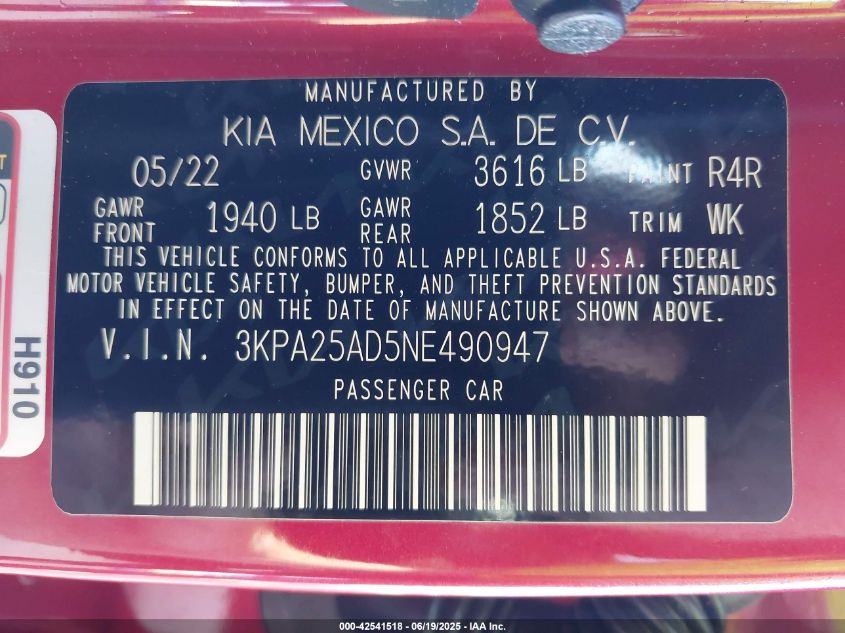 MANUFACTURED BY
KIA MEXICO S.A. DE C.V.
05/22 GVWR 3616 LB PAINT R4R
GAWR FRONT 1940 LB GAWR REAR 1852 LB TRIM WK
THIS VEHICLE CONFORMS TO ALL APPLICABLE U.S.A. FEDERAL
MOTOR VEHICLE SAFETY, BUMPER, AND THEFT PREVENTION STANDARDS
IN EFFECT ON THE DATE OF MANUFACTURE SHOWN ABOVE.
V.I.N. 3KPA25AD5NE490947
PASSENGER CAR
H910
000-42541518 - 06/19/2025 - IAA Inc.